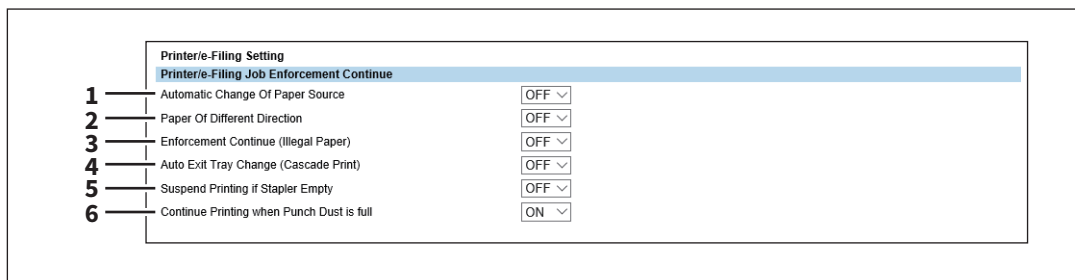 Printer/e-Filing Setting
Printer/e-Filing Job Enforcement Continue
1 Automatic Change Of Paper Source OFF
2 Paper Of Different Direction OFF
3 Enforcement Continue (Illegal Paper) OFF
4 Auto Exit Tray Change (Cascade Print) OFF
5 Suspend Printing if Stapler Empty OFF
6 Continue Printing when Punch Dust is full ON